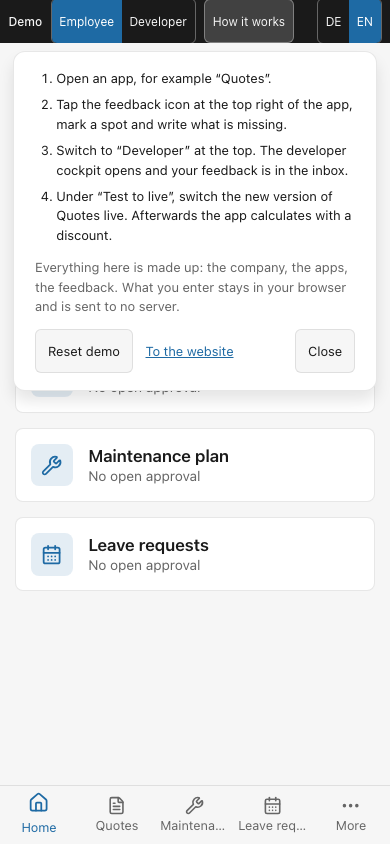 Demo Employee Developer How it works DE EN
1. Open an app, for example “Quotes”.
2. Tap the feedback icon at the top right of the app,
mark a spot and write what is missing.
3. Switch to “Developer” at the top. The developer
cockpit opens and your feedback is in the inbox.
4. Under “Test to live”, switch the new version of
Quotes live. Afterwards the app calculates with a
discount.
Everything here is made up: the company, the apps,
the feedback. What you enter stays in your browser
and is sent to no server.
Reset demo To the website Close
No open approval
Maintenance plan
No open approval
Leave requests
No open approval
Home Quotes Maintena... Leave req... More